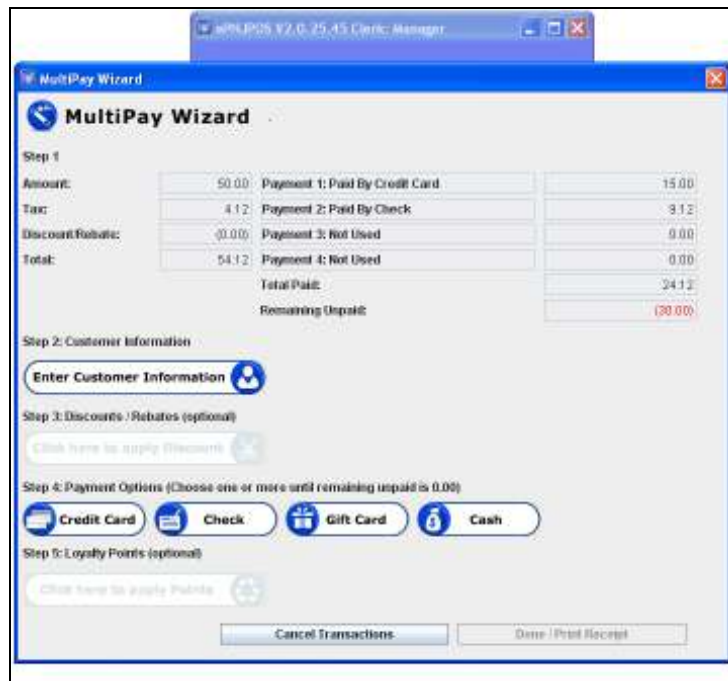 ePNJPOS V2.0.25.45 Clerk: Manager
MultiPay Wizard
MultiPay Wizard
Step 1
Amount: 50.00 Payment 1: Paid By Credit Card 15.00
Tax: 4.12 Payment 2: Paid By Check 9.12
Discount/Rebate: (0.00) Payment 3: Not Used 0.00
Total: 54.12 Payment 4: Not Used 0.00
Total Paid: 24.12
Remaining Unpaid: (30.00)
Step 2: Customer Information
Enter Customer Information
Step 3: Discounts / Rebates (optional)
Click here to apply Discount
Step 4: Payment Options (Choose one or more until remaining unpaid is 0.00)
Credit Card Check Gift Card Cash
Step 5: Loyalty Points (optional)
Click here to apply Points
Cancel Transactions Done / Print Receipt